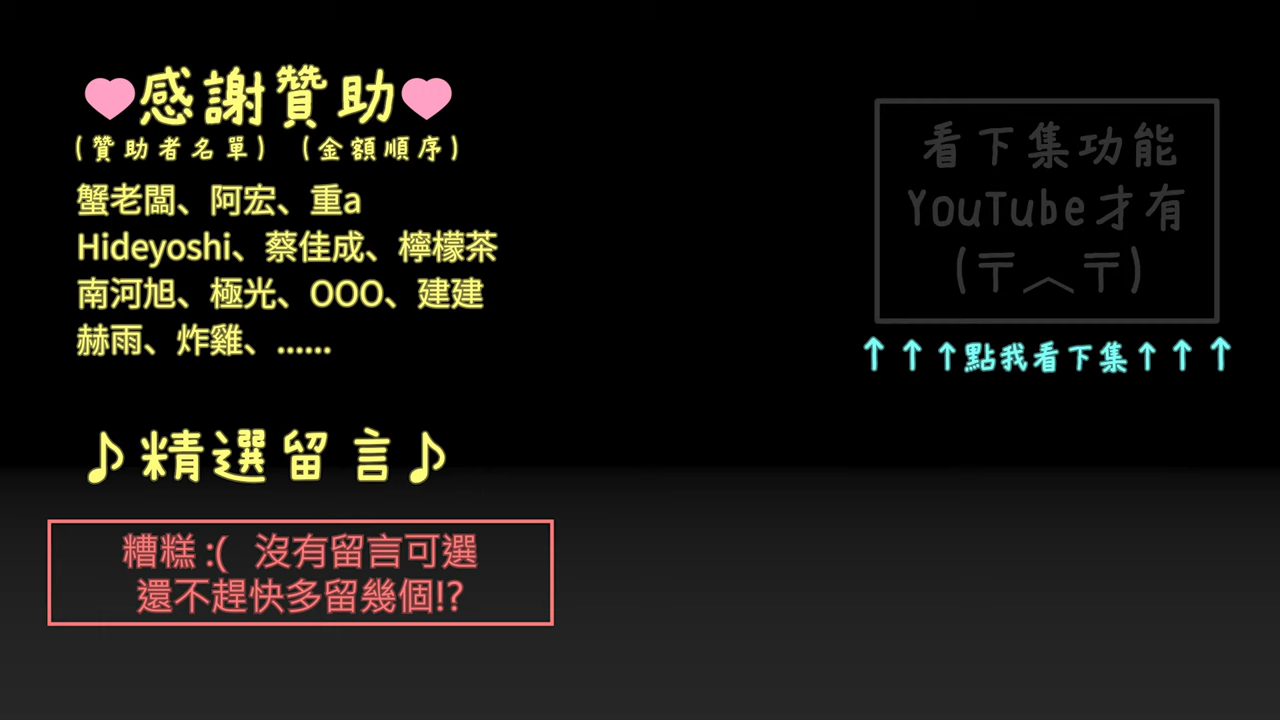 感謝贊助
(贊助者名單) (金額順序)
蟹老闆、阿宏、重a
Hideyoshi、蔡佳成、檸檬茶
南河旭、極光、OOO、建建
赫雨、炸雞、......
♪精選留言♪
糟糕 :( 沒有留言可選
還不趕快多留幾個!?
看下集功能
YouTube才有
(〒︿〒)
↑↑↑點我看下集↑↑↑